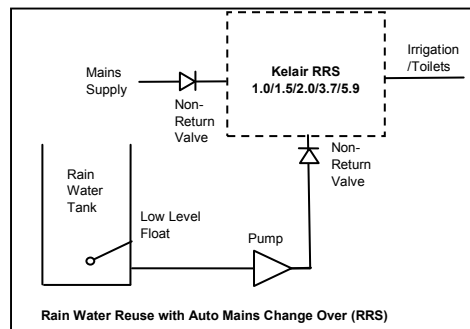 Kelair RRS
1.0/1.5/2.0/3.7/5.9
Irrigation
/Toilets
Mains
Supply
Non-
Return
Valve
Non-
Return
Valve
Rain
Water
Tank
Low Level
Float
Pump
Rain Water Reuse with Auto Mains Change Over (RRS)